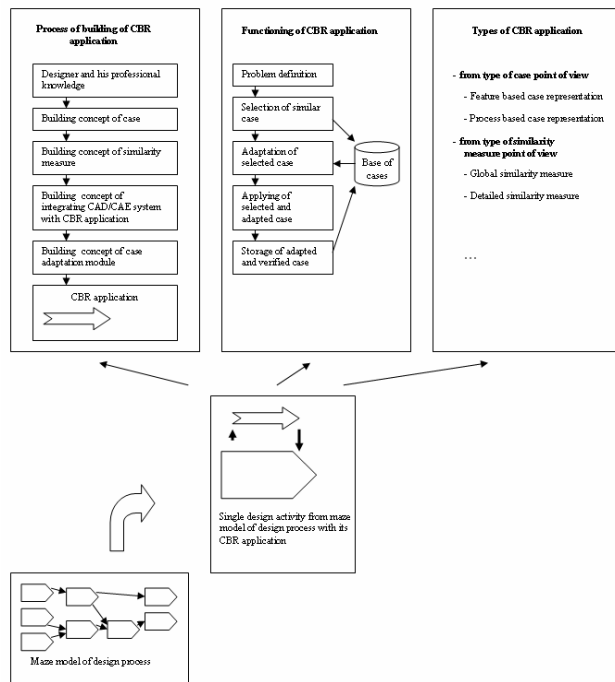 Process of building of CBR
application
Designer and his professional
knowledge
Building concept of case
Building concept of similarity
measure
Building concept of
integrating CAD/CAE system
with CBR application
Building concept of case
adaptation module
CBR application
Functioning of CBR application
Problem definition
Selection of similar
case
Adaptation of
selected case
Applying of
selected and
adapted case
Storage of adapted
and verified case
Base of
cases
Types of CBR application
- from type of case point of view
- Feature based case representation
- Process based case representation
- from type of similarity
measure point of view
- Global similarity measure
- Detailed similarity measure
...
Single design activity from maze
model of design process with its
CBR application
Maze model of design process